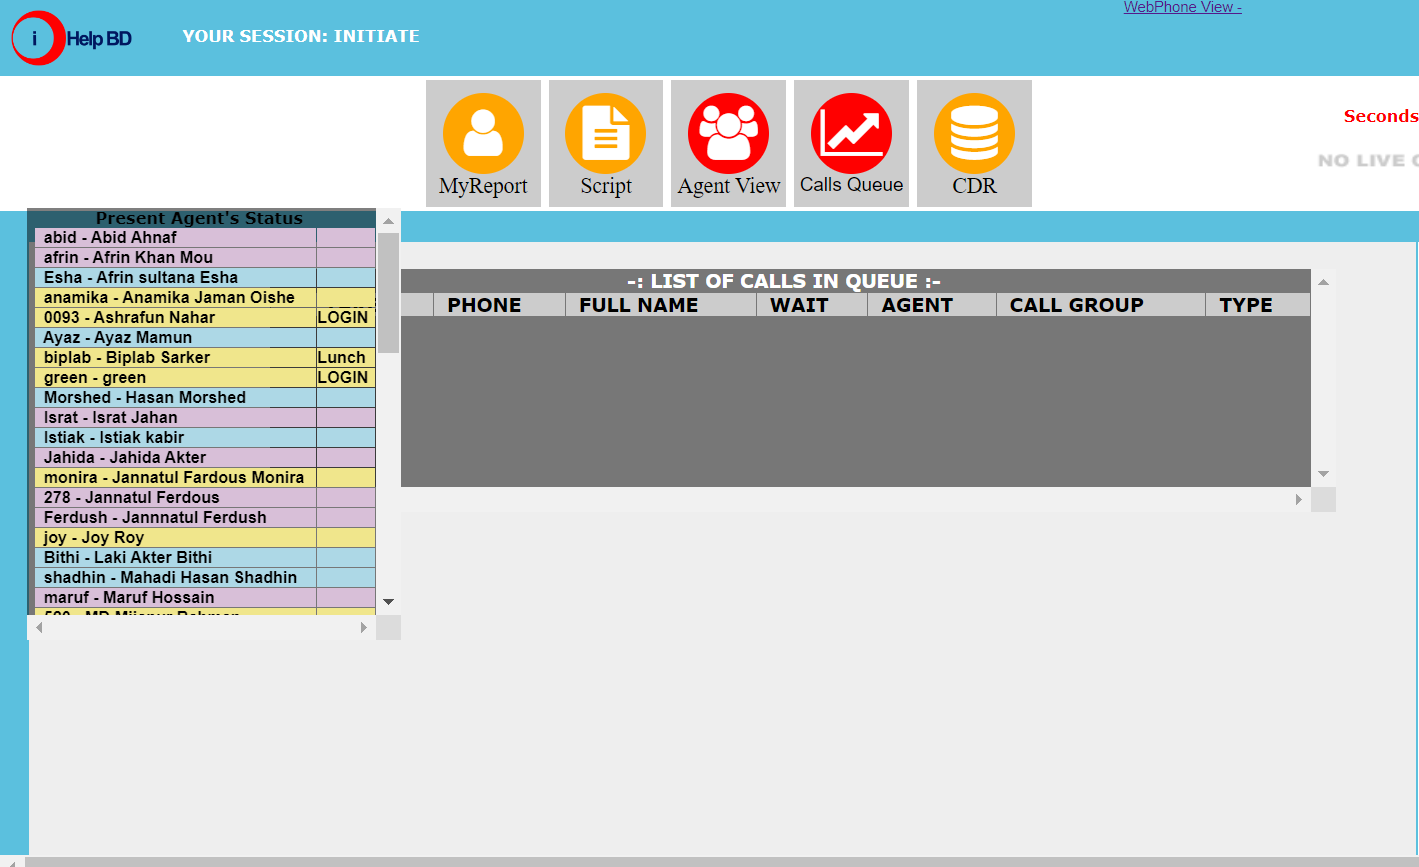 WebPhone View -
i Help BD
YOUR SESSION: INITIATE
MyReport
Script
Agent View
Calls Queue
CDR
Seconds
NO LIVE
Present Agent's Status
abid - Abid Ahnaf
afrin - Afrin Khan Mou
Esha - Afrin sultana Esha
anamika - Anamika Jaman Oishe
0093 - Ashrafun Nahar LOGIN
Ayaz - Ayaz Mamun
biplab - Biplab Sarker Lunch
green - green LOGIN
Morshed - Hasan Morshed
Israt - Israt Jahan
Istiak - Istiak kabir
Jahida - Jahida Akter
monira - Jannatul Fardous Monira
278 - Jannatul Ferdous
Ferdush - Jannnatul Ferdush
joy - Joy Roy
Bithi - Laki Akter Bithi
shadhin - Mahadi Hasan Shadhin
maruf - Maruf Hossain
-: LIST OF CALLS IN QUEUE :-
PHONE FULL NAME WAIT AGENT CALL GROUP TYPE